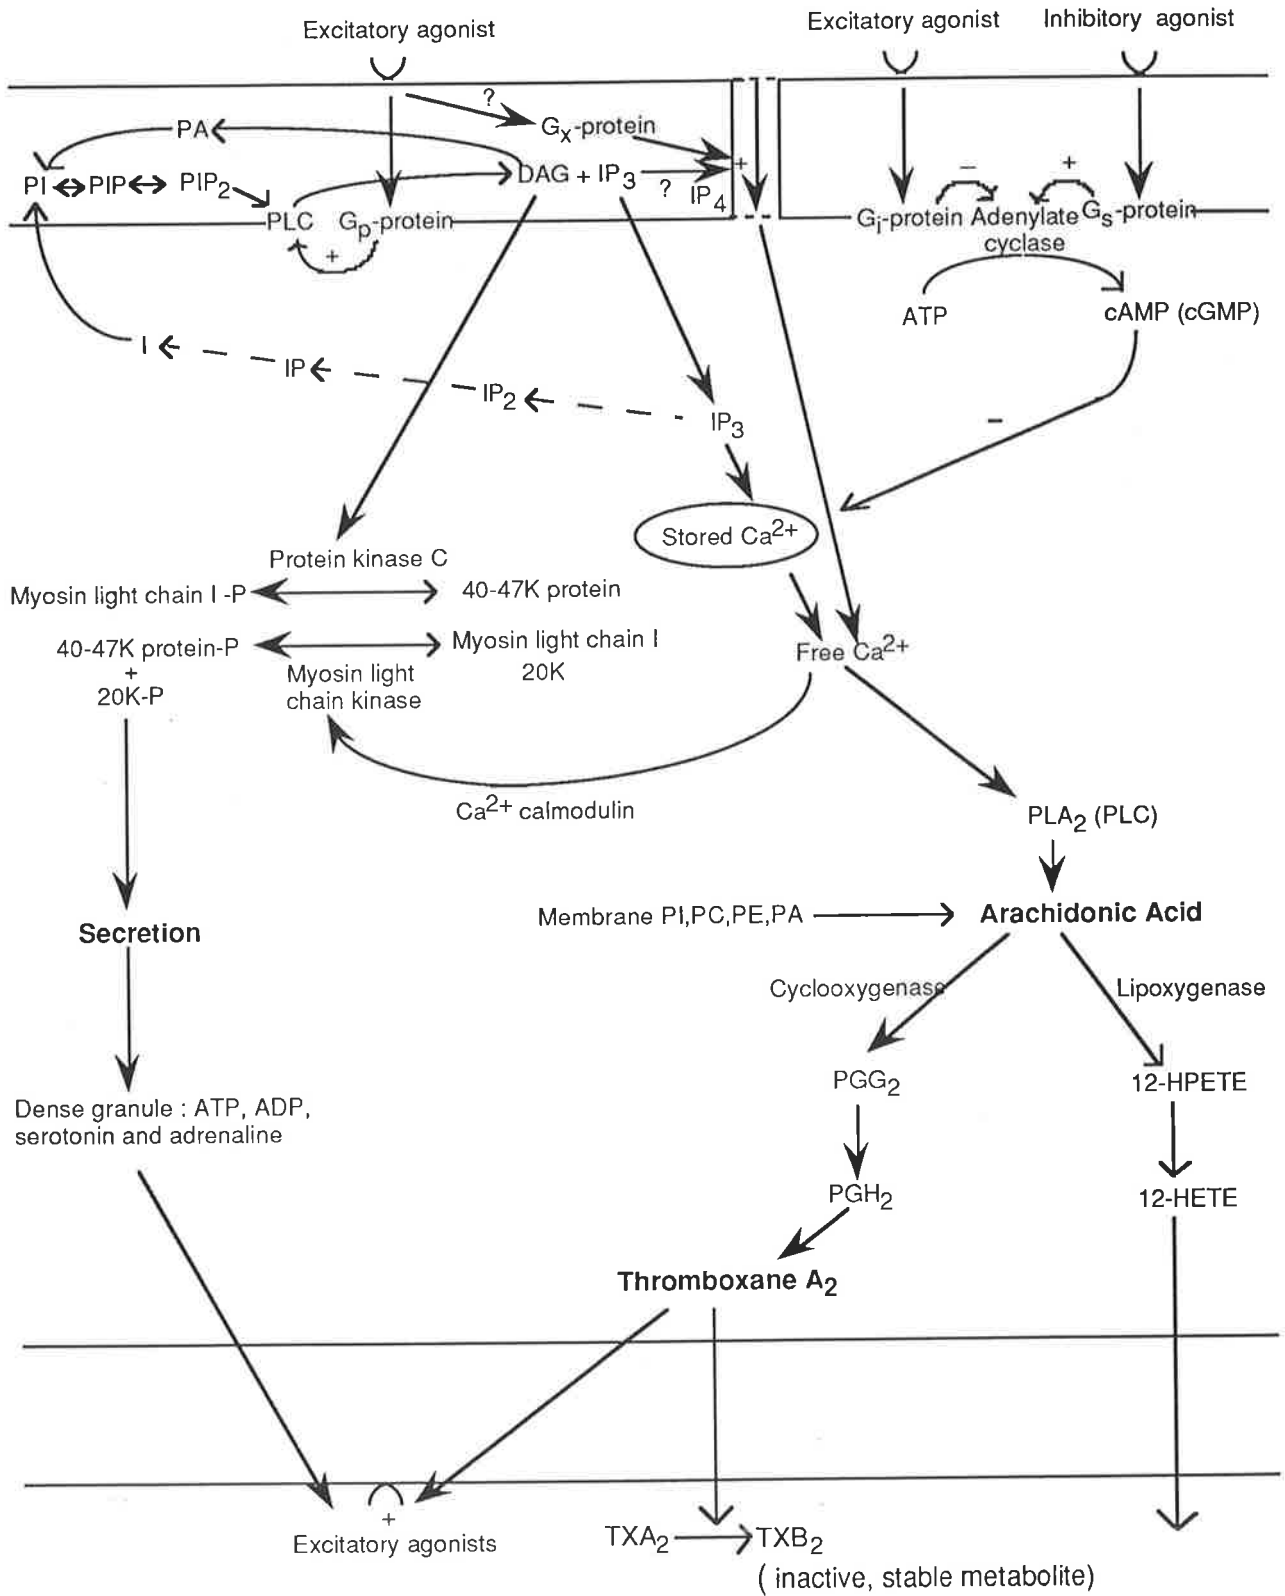 Excitatory agonist
Excitatory agonist
Inhibitory agonist
?
Gx-protein
PA
DAG + IP3
?
IP4
+
PI
PIP
PIP2
PLC
Gp-protein
+
−
+
Gi-protein
Adenylate
cyclase
Gs-protein
ATP
cAMP (cGMP)
I
IP
IP2
IP3
−
Stored Ca2+
Protein kinase C
Myosin light chain I -P
40-47K protein
40-47K protein-P
+
20K-P
Myosin light chain I
20K
Myosin light
chain kinase
Free Ca2+
Ca2+ calmodulin
PLA2 (PLC)
Secretion
Membrane PI,PC,PE,PA
Arachidonic Acid
Cyclooxygenase
Lipoxygenase
PGG2
12-HPETE
Dense granule : ATP, ADP,
serotonin and adrenaline
PGH2
12-HETE
Thromboxane A2
+
Excitatory agonists
TXA2
TXB2
( inactive, stable metabolite)